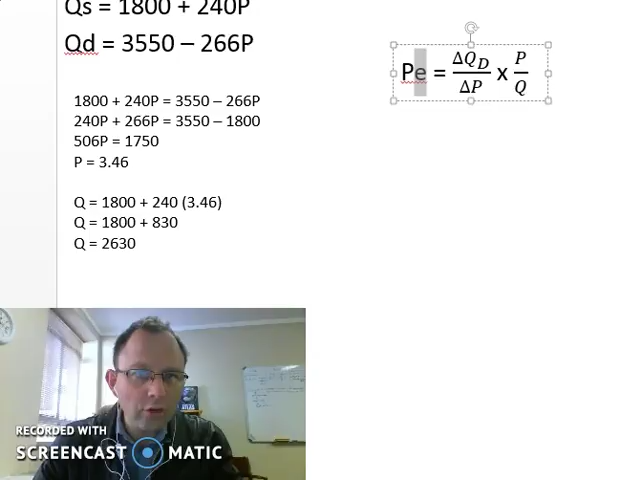 Qs = 1800 + 240P
Qd = 3550 – 266P
Pe = ΔQ_D/ΔP x P/Q
1800 + 240P = 3550 – 266P
240P + 266P = 3550 – 1800
506P = 1750
P = 3.46
Q = 1800 + 240 (3.46)
Q = 1800 + 830
Q = 2630
RECORDED WITH
SCREENCAST MATIC